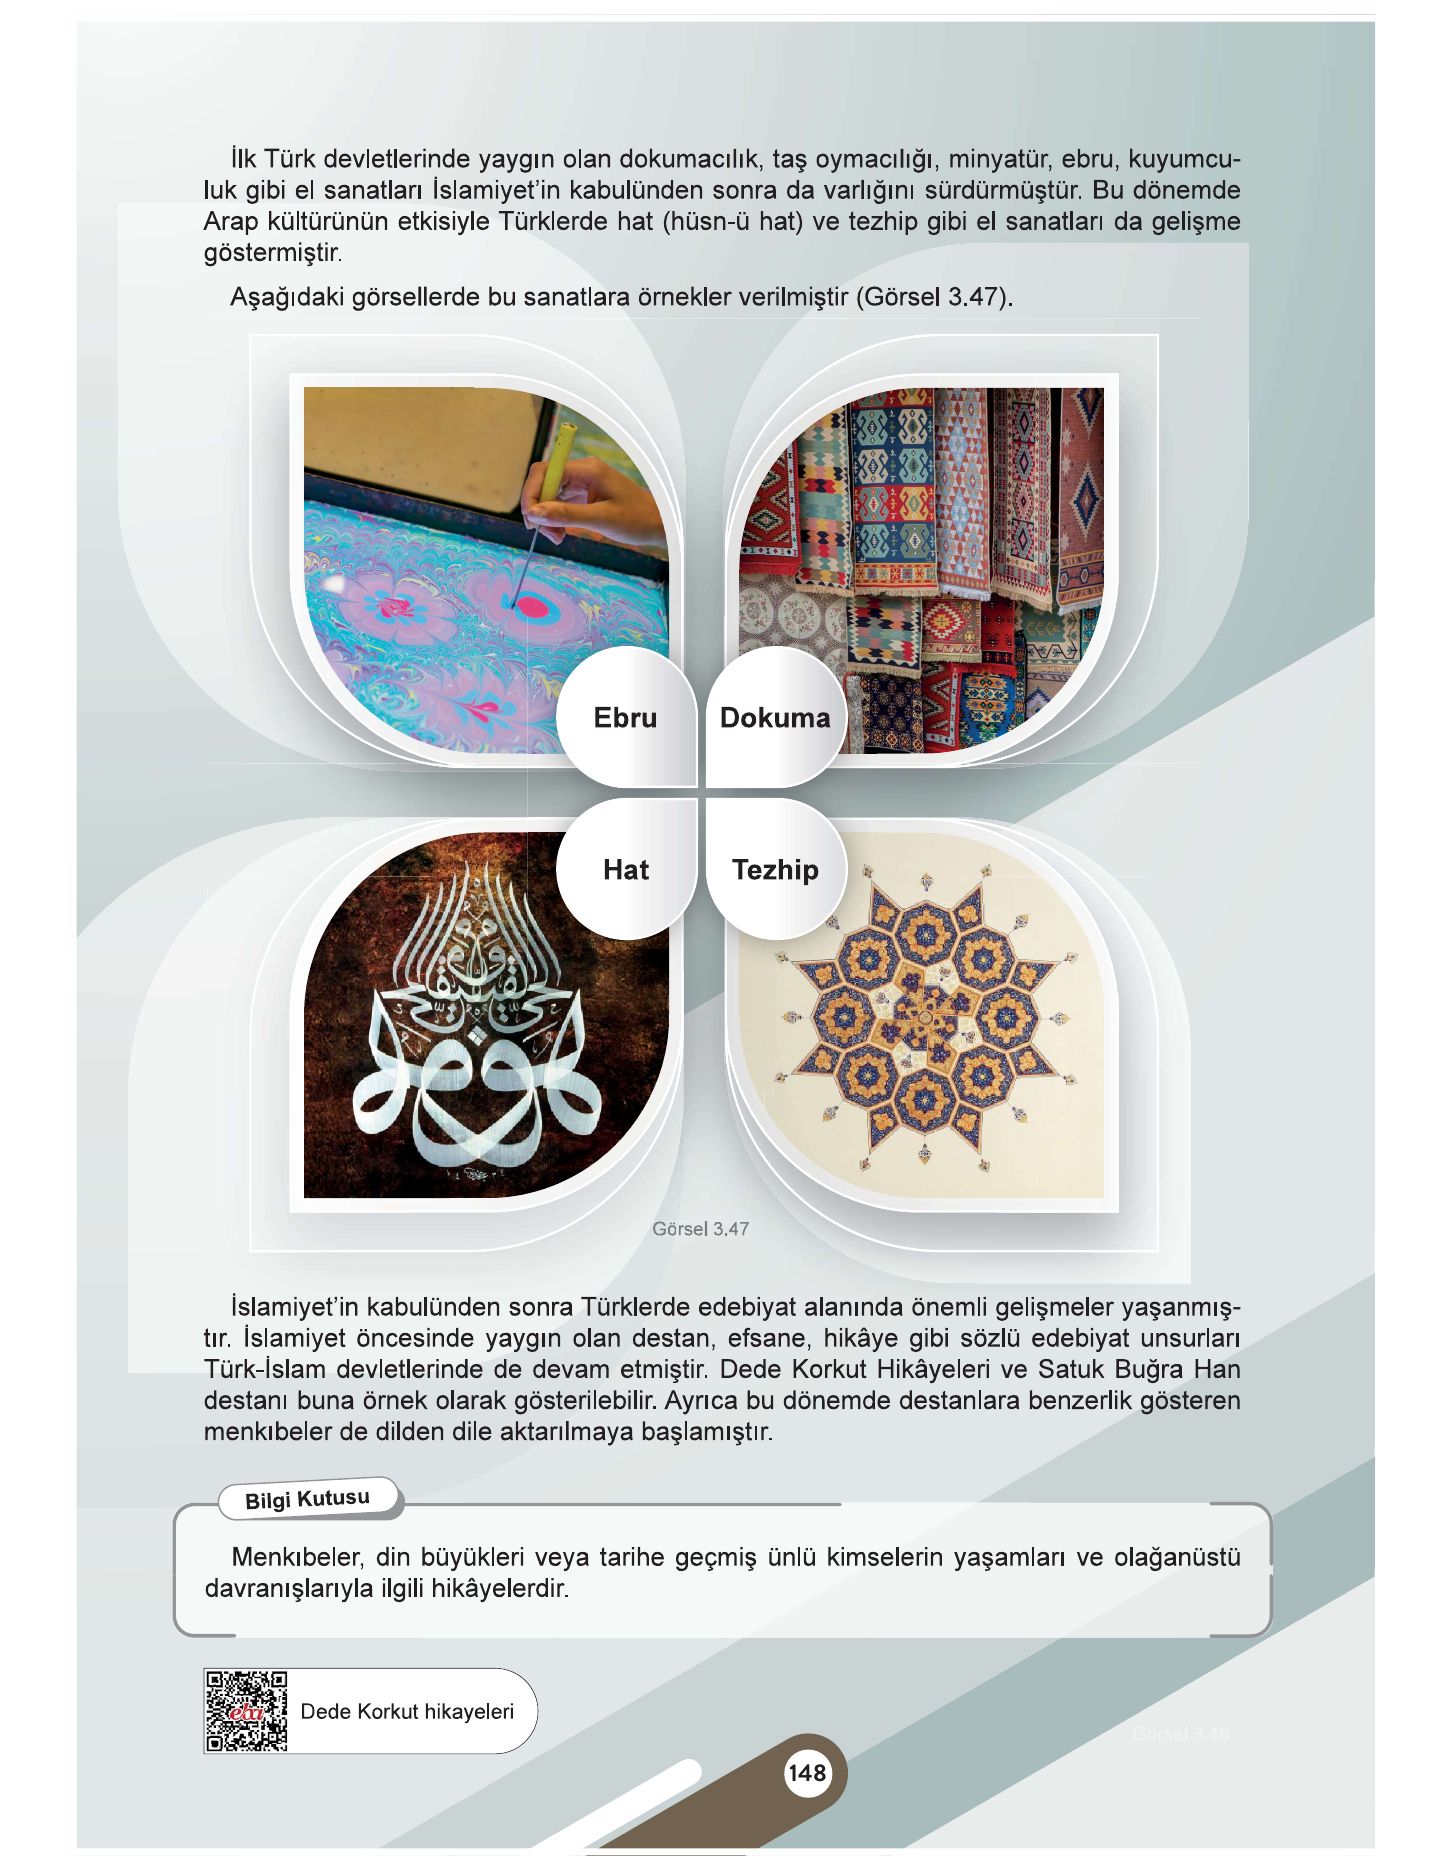 İlk Türk devletlerinde yaygın olan dokumacılık, taş oymacılığı, minyatür, ebru, kuyumcu-
luk gibi el sanatları İslamiyet’in kabulünden sonra da varlığını sürdürmüştür. Bu dönemde
Arap kültürünün etkisiyle Türklerde hat (hüsn-ü hat) ve tezhip gibi el sanatları da gelişme
göstermiştir.
Aşağıdaki görsellerde bu sanatlara örnekler verilmiştir (Görsel 3.47).
Ebru
Dokuma
Hat
Tezhip
Görsel 3.47
İslamiyet’in kabulünden sonra Türklerde edebiyat alanında önemli gelişmeler yaşanmış-
tır. İslamiyet öncesinde yaygın olan destan, efsane, hikâye gibi sözlü edebiyat unsurları
Türk-İslam devletlerinde de devam etmiştir. Dede Korkut Hikâyeleri ve Satuk Buğra Han
destanı buna örnek olarak gösterilebilir. Ayrıca bu dönemde destanlara benzerlik gösteren
menkıbeler de dilden dile aktarılmaya başlamıştır.
Bilgi Kutusu
Menkıbeler, din büyükleri veya tarihe geçmiş ünlü kimselerin yaşamları ve olağanüstü
davranışlarıyla ilgili hikâyelerdir.
eba
Dede Korkut hikayeleri
Görsel 3.46
148